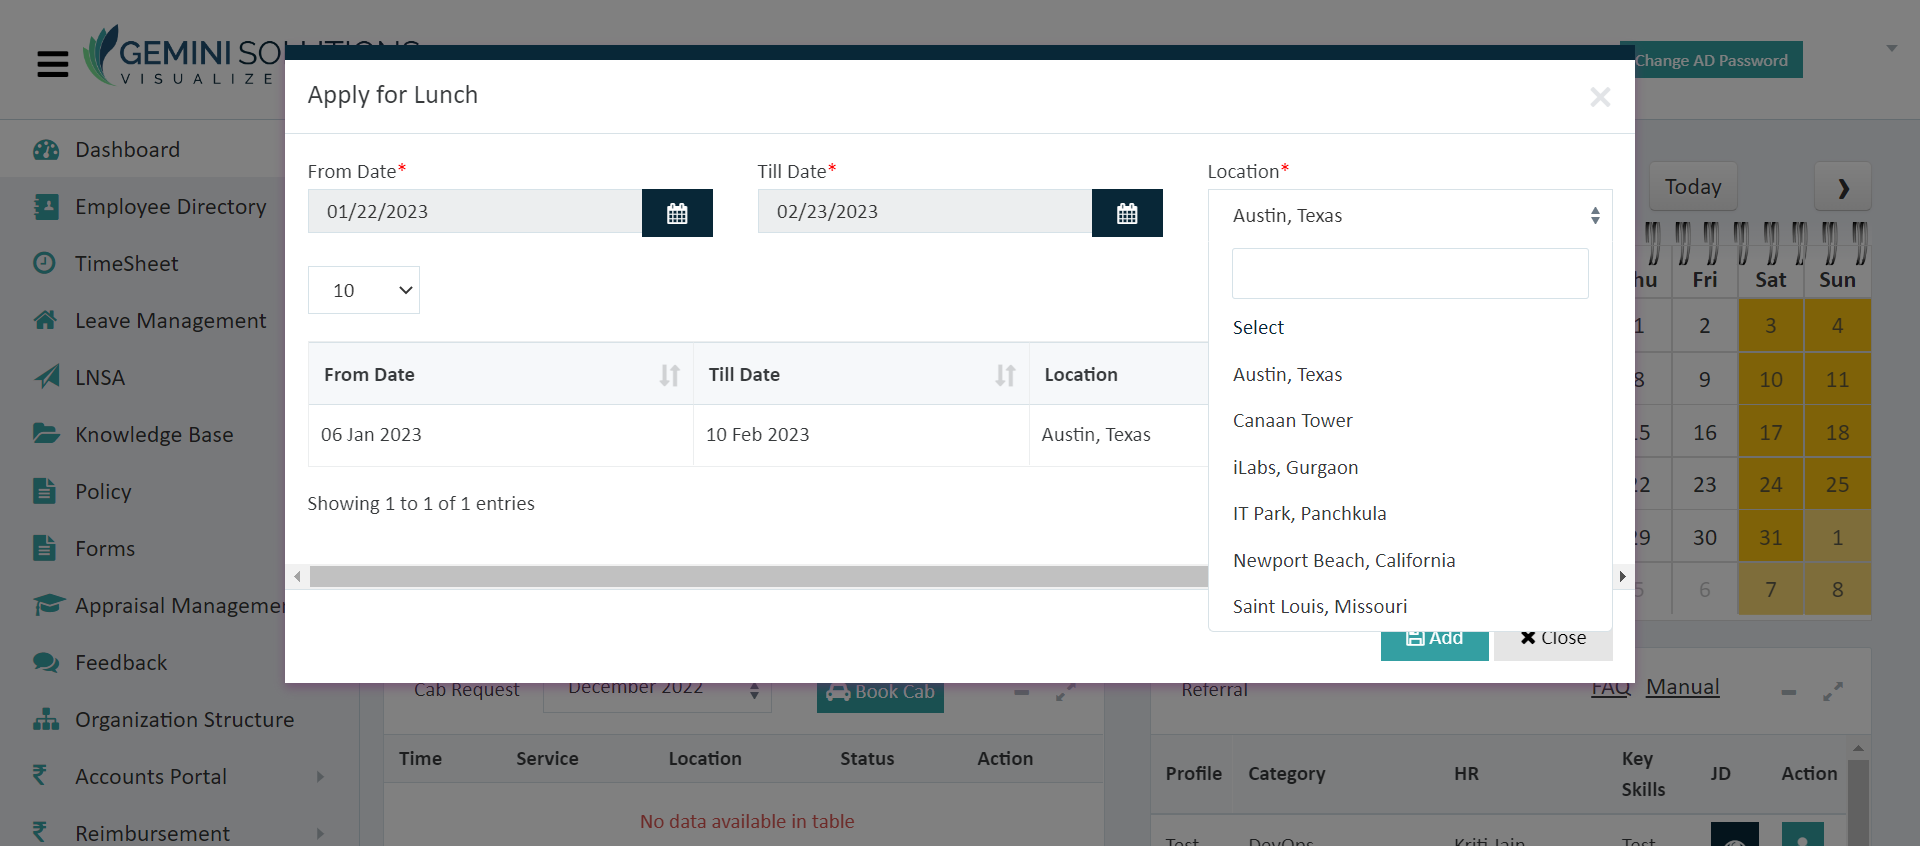 GEMINI SOLUTIONS
VISUALIZE
Change AD Password
Apply for Lunch
Dashboard
Employee Directory
TimeSheet
Leave Management
LNSA
Knowledge Base
Policy
Forms
Appraisal Managemen
Feedback
Organization Structure
Accounts Portal
Reimbursement
From Date*
Till Date*
Location*
01/22/2023
02/23/2023
Austin, Texas
10
Select
Austin, Texas
Canaan Tower
iLabs, Gurgaon
IT Park, Panchkula
Newport Beach, California
Saint Louis, Missouri
From Date
Till Date
Location
06 Jan 2023
10 Feb 2023
Austin, Texas
Showing 1 to 1 of 1 entries
Add
Close
Today
hu Fri Sat Sun
1 2 3 4
8 9 10 11
15 16 17 18
22 23 24 25
29 30 31 1
5 6 7 8
Cab Request
December 2022
Book Cab
Time Service Location Status Action
No data available in table
Referral
FAQ Manual
Profile Category HR Key Skills JD Action
Test DevOps Kriti Jain Test